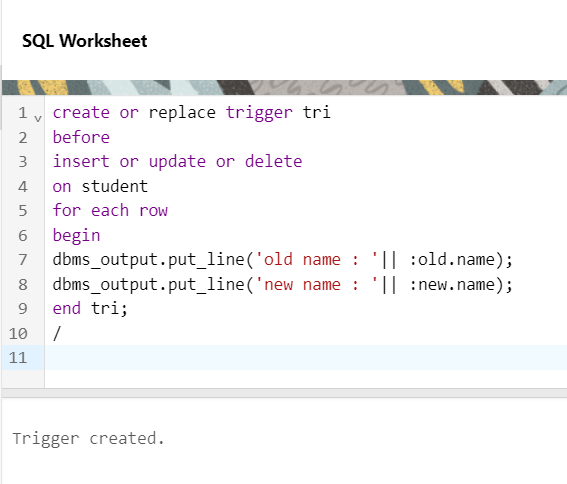 SQL Worksheet
1 create or replace trigger tri
2 before
3 insert or update or delete
4 on student
5 for each row
6 begin
7 dbms_output.put_line('old name : '|| :old.name);
8 dbms_output.put_line('new name : '|| :new.name);
9 end tri;
10 /
11
Trigger created.